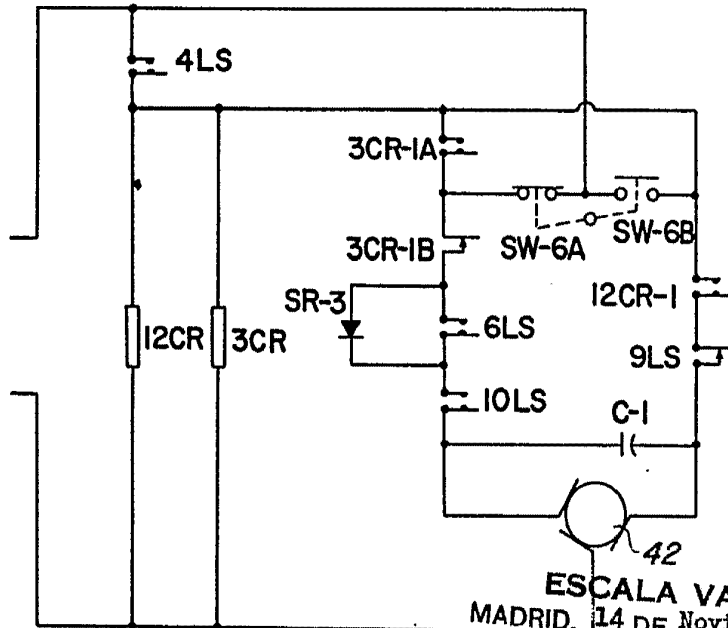 4LS
3CR-1A
SW-6A
SW-6B
3CR-1B
12CR-1
SR-3
6LS
12CR
3CR
9LS
10LS
C-1
42
ESCALA VA
MADRID, 14 DE Novi